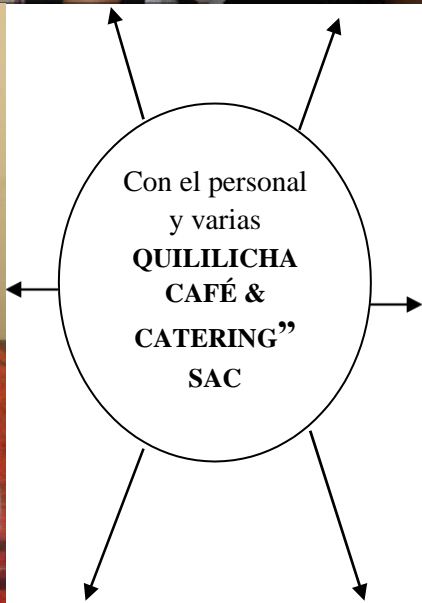 Con el personal
y varias
QUILILICHA
CAFÉ &
CATERING”
SAC